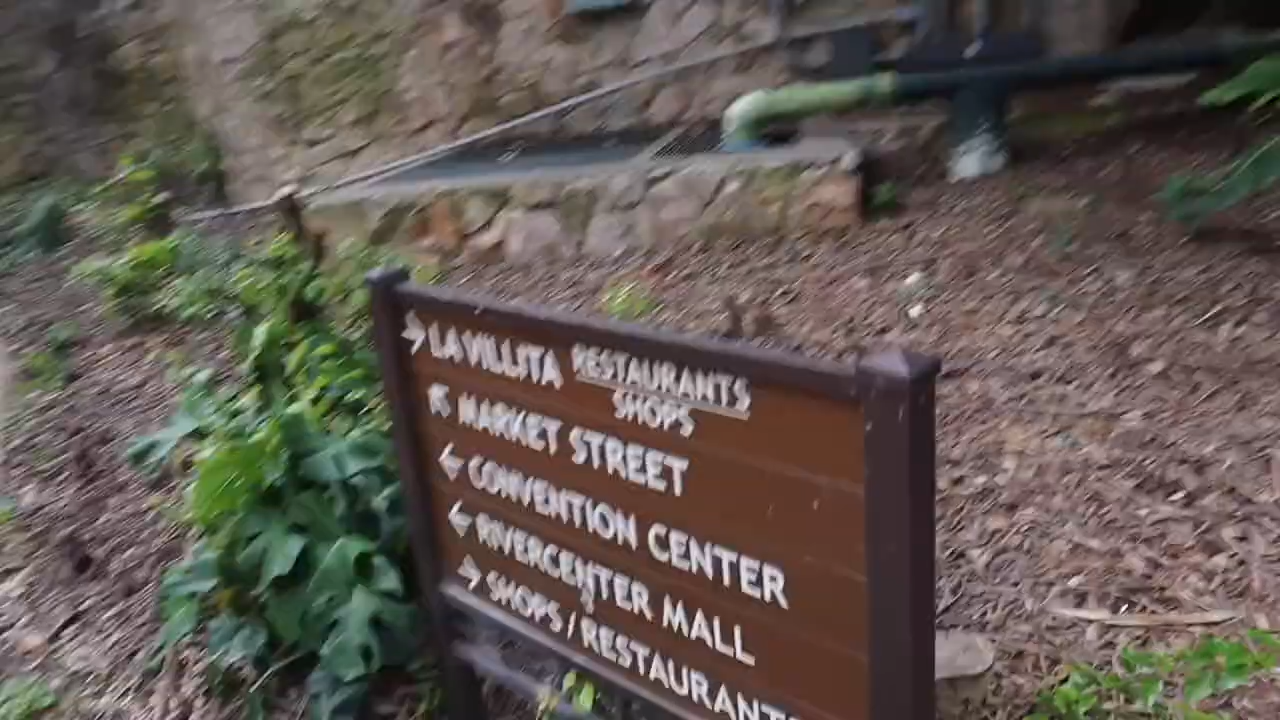 → LA VILLITA RESTAURANTS
SHOPS
↖ MARKET STREET
← CONVENTION CENTER
← RIVERCENTER MALL
→ SHOPS / RESTAURANTS